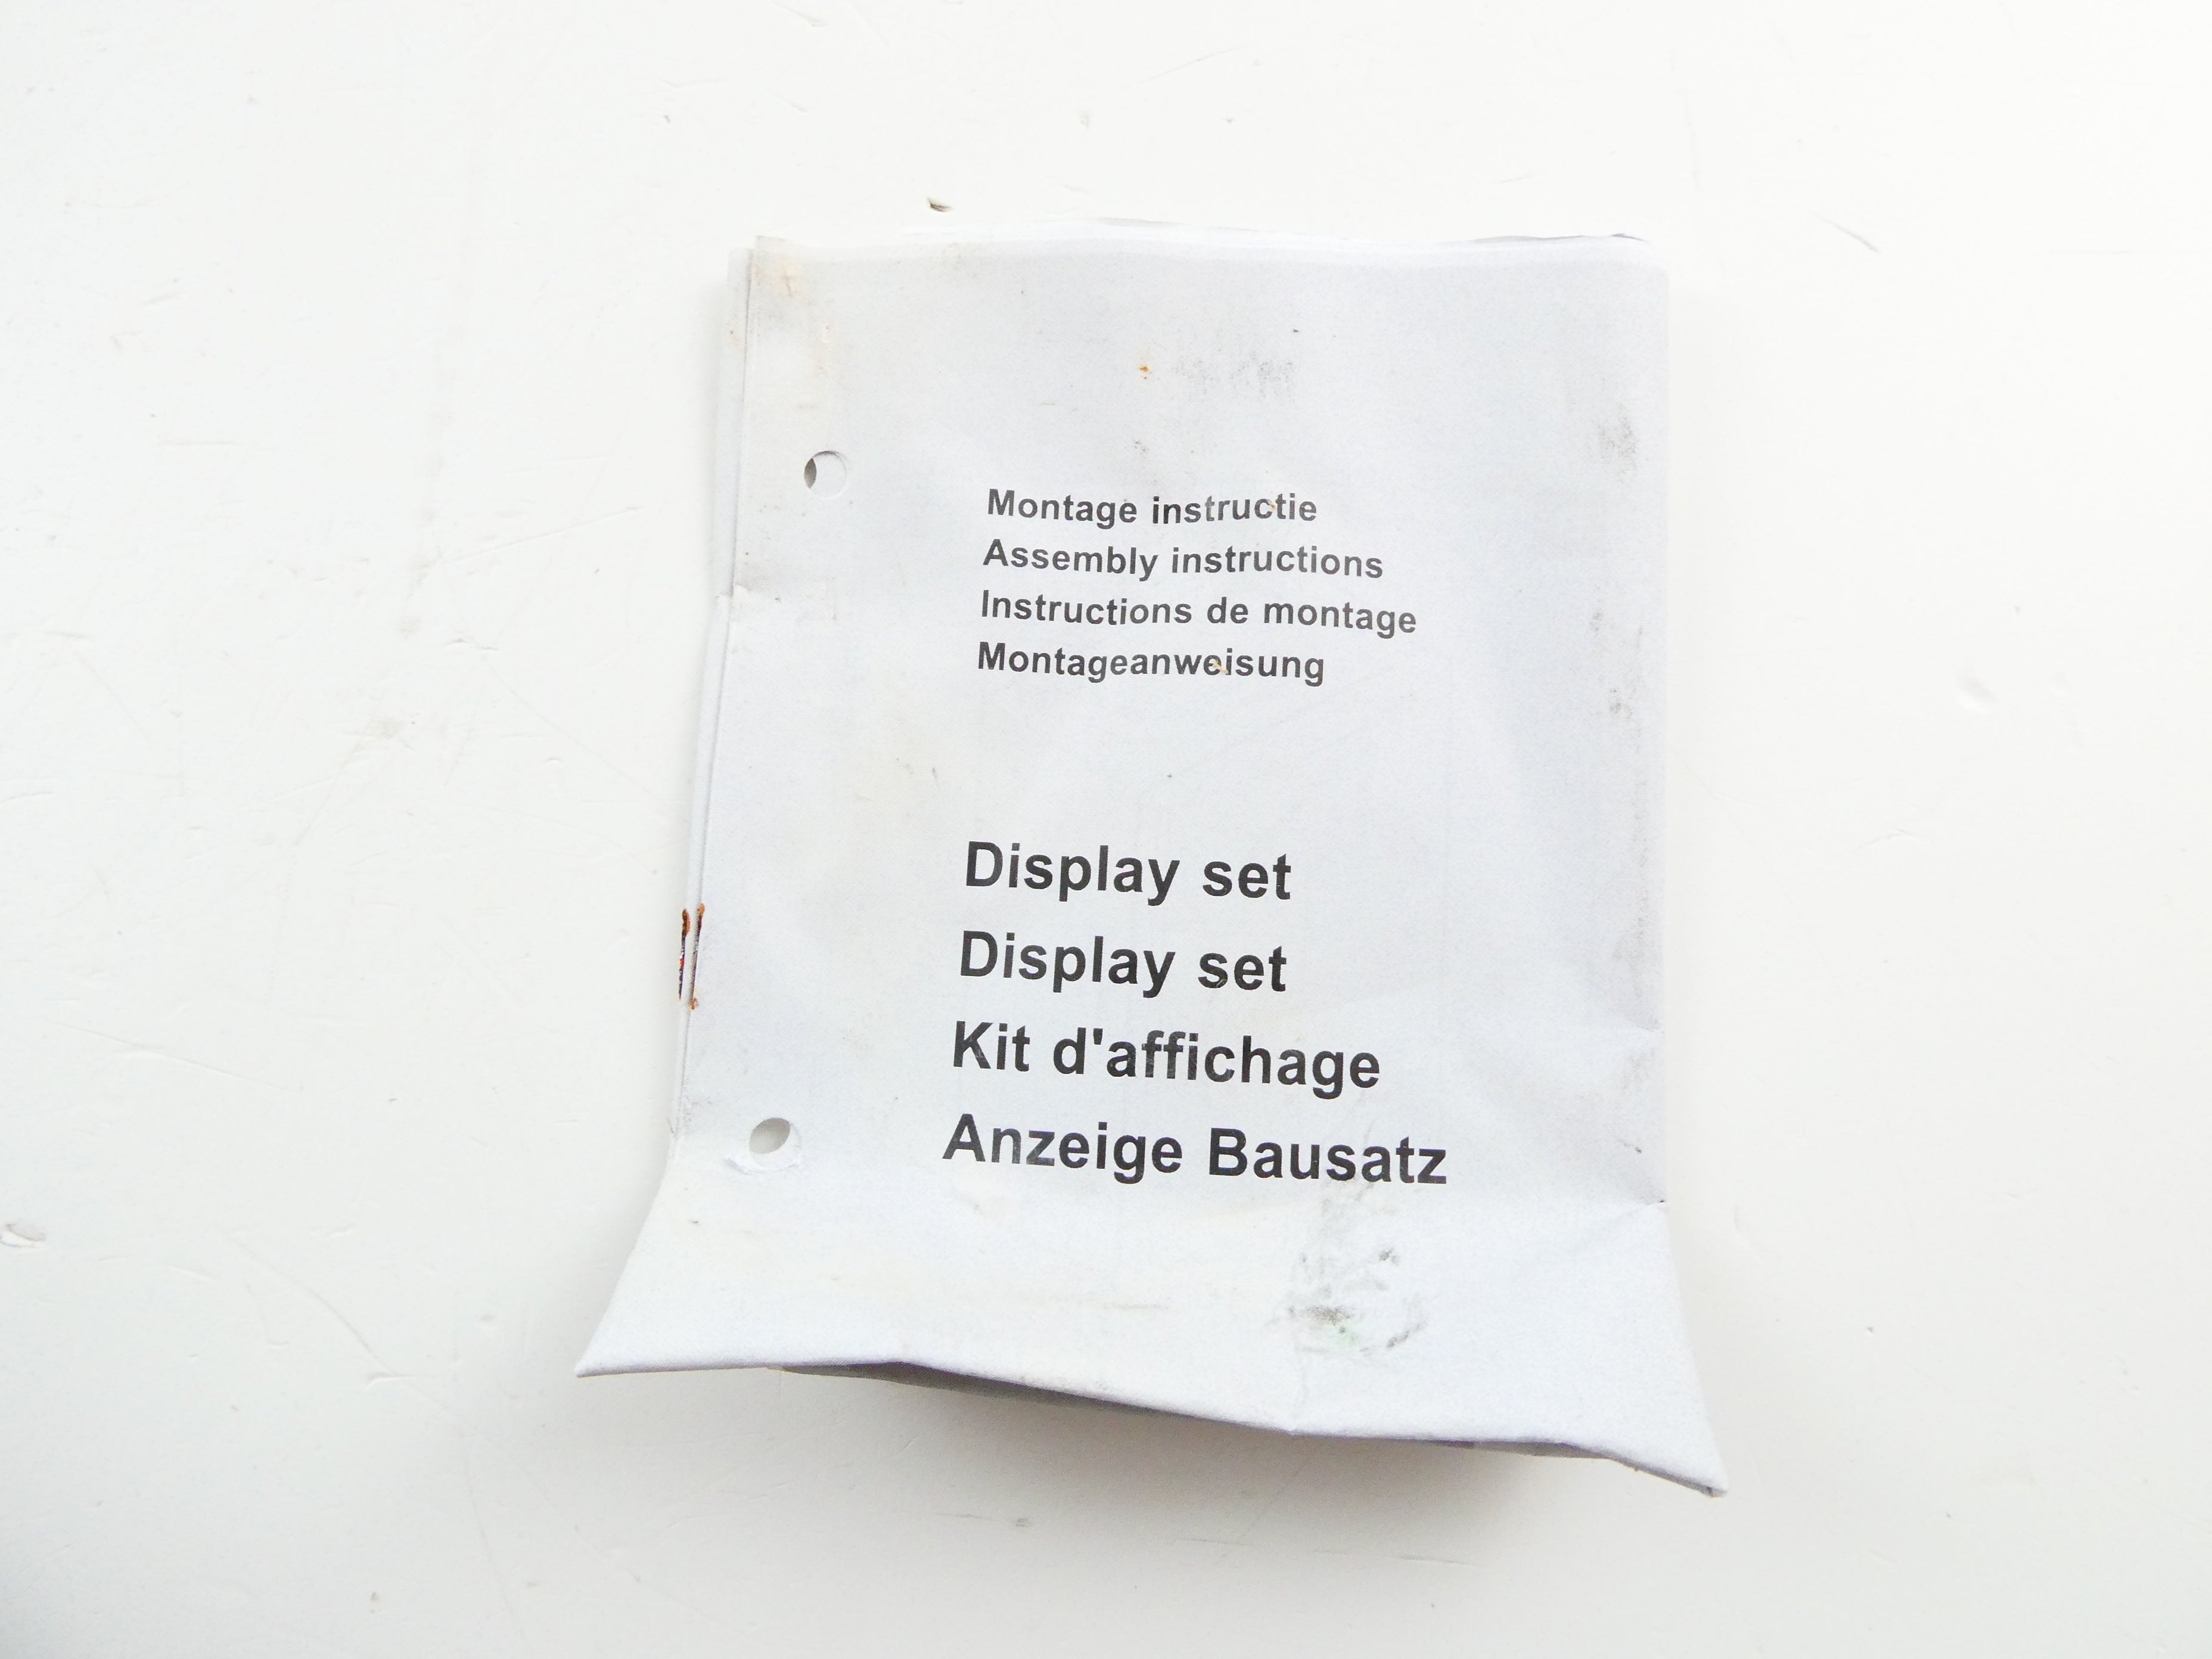 Montage instructie
Assembly instructions
Instructions de montage
Montageanweisung
Display set
Display set
Kit d'affichage
Anzeige Bausatz